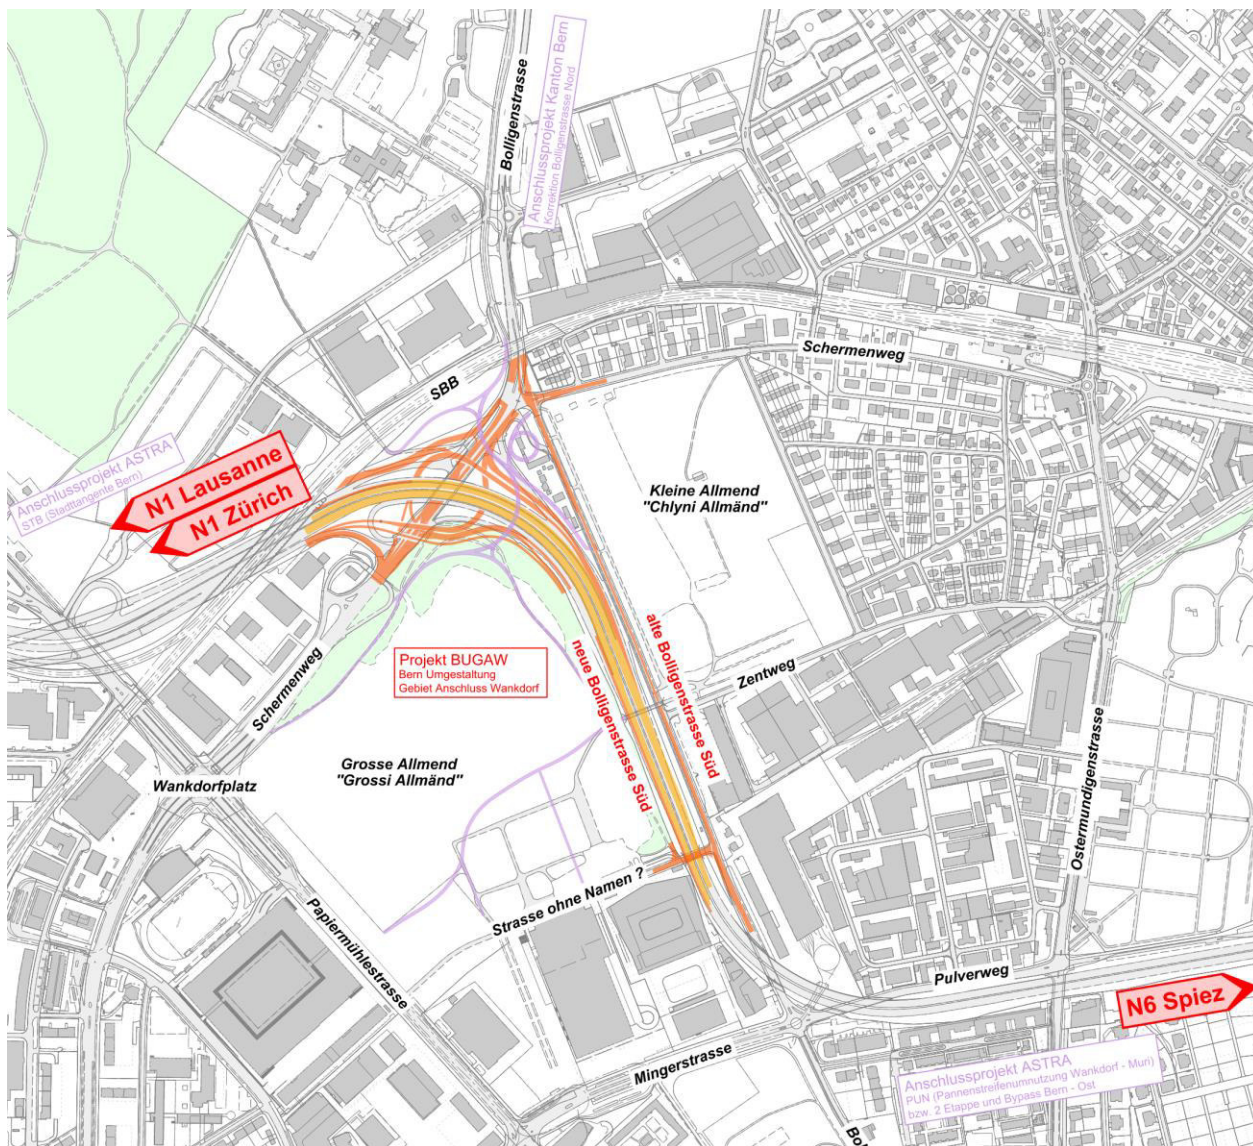 Bolligenstrasse
Anschlussprojekt Kanton Bern
Korrektion Bolligenstrasse Nord
Schermenweg
SBB
Anschlussprojekt ASTRA
STB (Stadttangente Bern)
N1 Lausanne
N1 Zürich
Kleine Allmend
"Chlyni Allmänd"
alte Bolligenstrasse Süd
neue Bolligenstrasse Süd
Zentweg
Projekt BUGAW
Bern Umgestaltung
Gebiet Anschluss Wankdorf
Schermenweg
Grosse Allmend
"Grossi Allmänd"
Wankdorfplatz
Ostermundigenstrasse
Strasse ohne Namen ?
Papiermühlestrasse
Pulverweg
N6 Spiez
Mingerstrasse
Anschlussprojekt ASTRA
PUN (Pannenstreifenumnutzung Wankdorf - Muri)
bzw. 2 Etappe und Bypass Bern - Ost
Bo